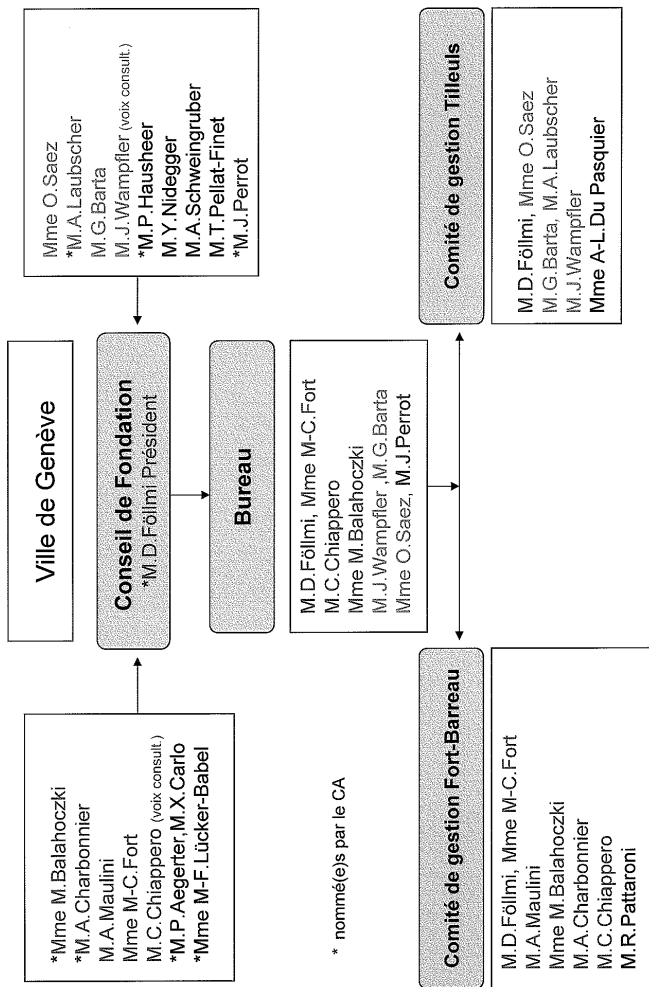 Ville de Genève
Conseil de Fondation
*M.D.Föllmi Président
*Mme M.Balahoczki
*M.A.Charbonnier
M.A.Maulini
Mme M-C.Fort
M.C.Chiappero (voix consult.)
*M.P.Aegerter,M.X.Carlo
*Mme M-F.Lücker-Babel
Mme O.Saez
*M.A.Laubscher
M.G.Barta
M.J.Wampfler (voix consult.)
*M.P.Hausheer
M.Y.Nidegger
M.A.Schweingruber
M.T.Pellat-Finet
*M.J.Perrot
Bureau
M.D.Föllmi, Mme M-C.Fort
M.C.Chiappero
Mme M.Balahoczki
M.J.Wampfler ,M.G.Barta
Mme O.Saez, M.J.Perrot
* nommé(e)s par le CA
Comité de gestion Fort-Barreau
M.D.Föllmi, Mme M-C.Fort
M.A.Maulini
Mme M.Balahoczki
M.A.Charbonnier
M.C.Chiappero
M.R.Pattaroni
Comité de gestion Tilleuls
M.D.Föllmi, Mme O.Saez
M.G.Barta, M.A.Laubscher
M.J.Wampfler
Mme A-L.Du Pasquier